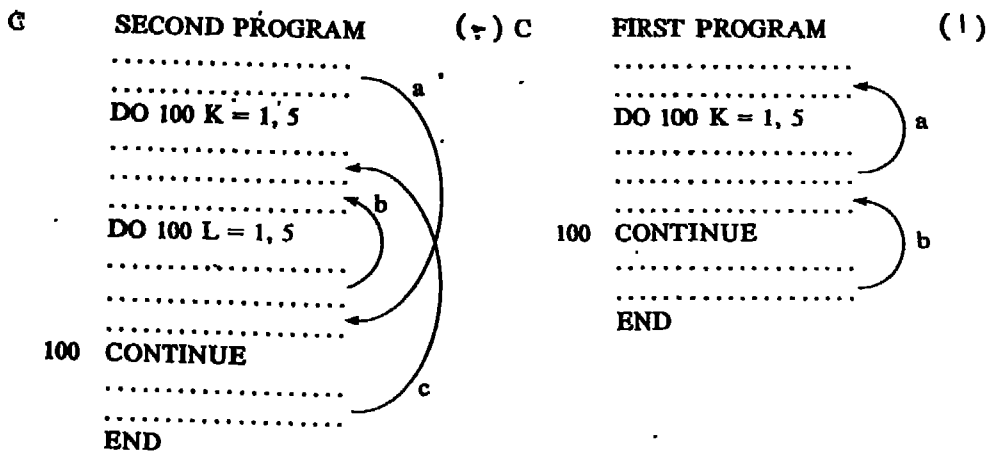 C SECOND PROGRAM
a
DO 100 K = 1, 5
b
DO 100 L = 1, 5
100 CONTINUE
c
END
C FIRST PROGRAM (١)
DO 100 K = 1, 5
a
100 CONTINUE
b
END